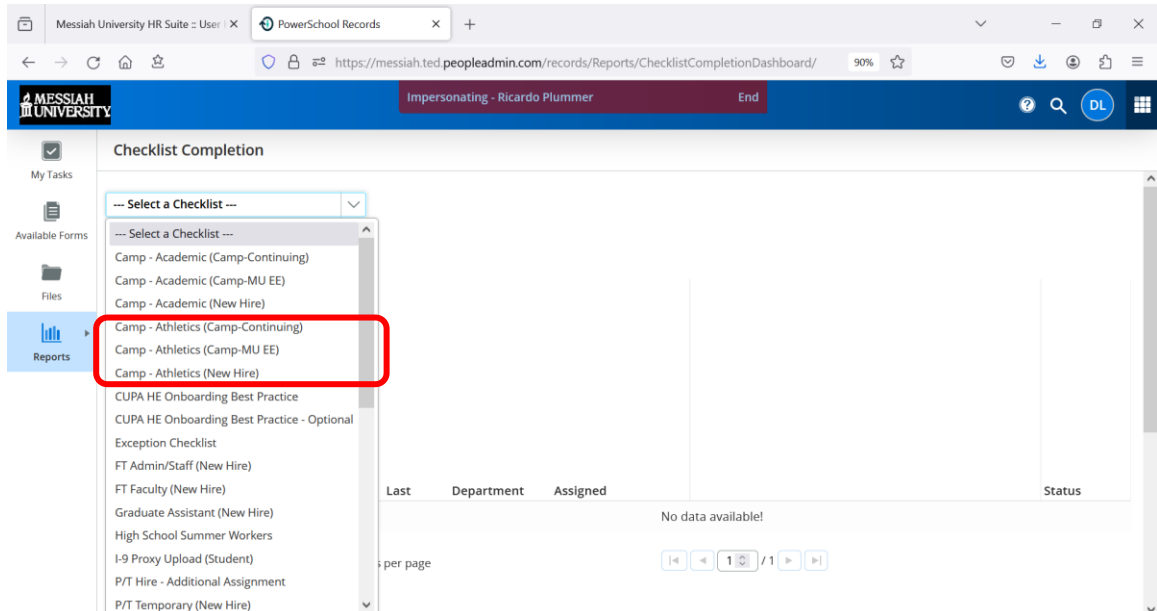 Messiah University HR Suite :: User
PowerSchool Records
https://messiah.ted.peopleadmin.com/records/Reports/ChecklistCompletionDashboard/
90%
MESSIAH
UNIVERSITY
Impersonating - Ricardo Plummer
End
DL
My Tasks
Available Forms
Files
Reports
Checklist Completion
--- Select a Checklist ---
--- Select a Checklist ---
Camp - Academic (Camp-Continuing)
Camp - Academic (Camp-MU EE)
Camp - Academic (New Hire)
Camp - Athletics (Camp-Continuing)
Camp - Athletics (Camp-MU EE)
Camp - Athletics (New Hire)
CUPA HE Onboarding Best Practice
CUPA HE Onboarding Best Practice - Optional
Exception Checklist
FT Admin/Staff (New Hire)
FT Faculty (New Hire)
Graduate Assistant (New Hire)
High School Summer Workers
I-9 Proxy Upload (Student)
P/T Hire - Additional Assignment
P/T Temporary (New Hire)
Last Department Assigned Status
No data available!
per page
1 / 1